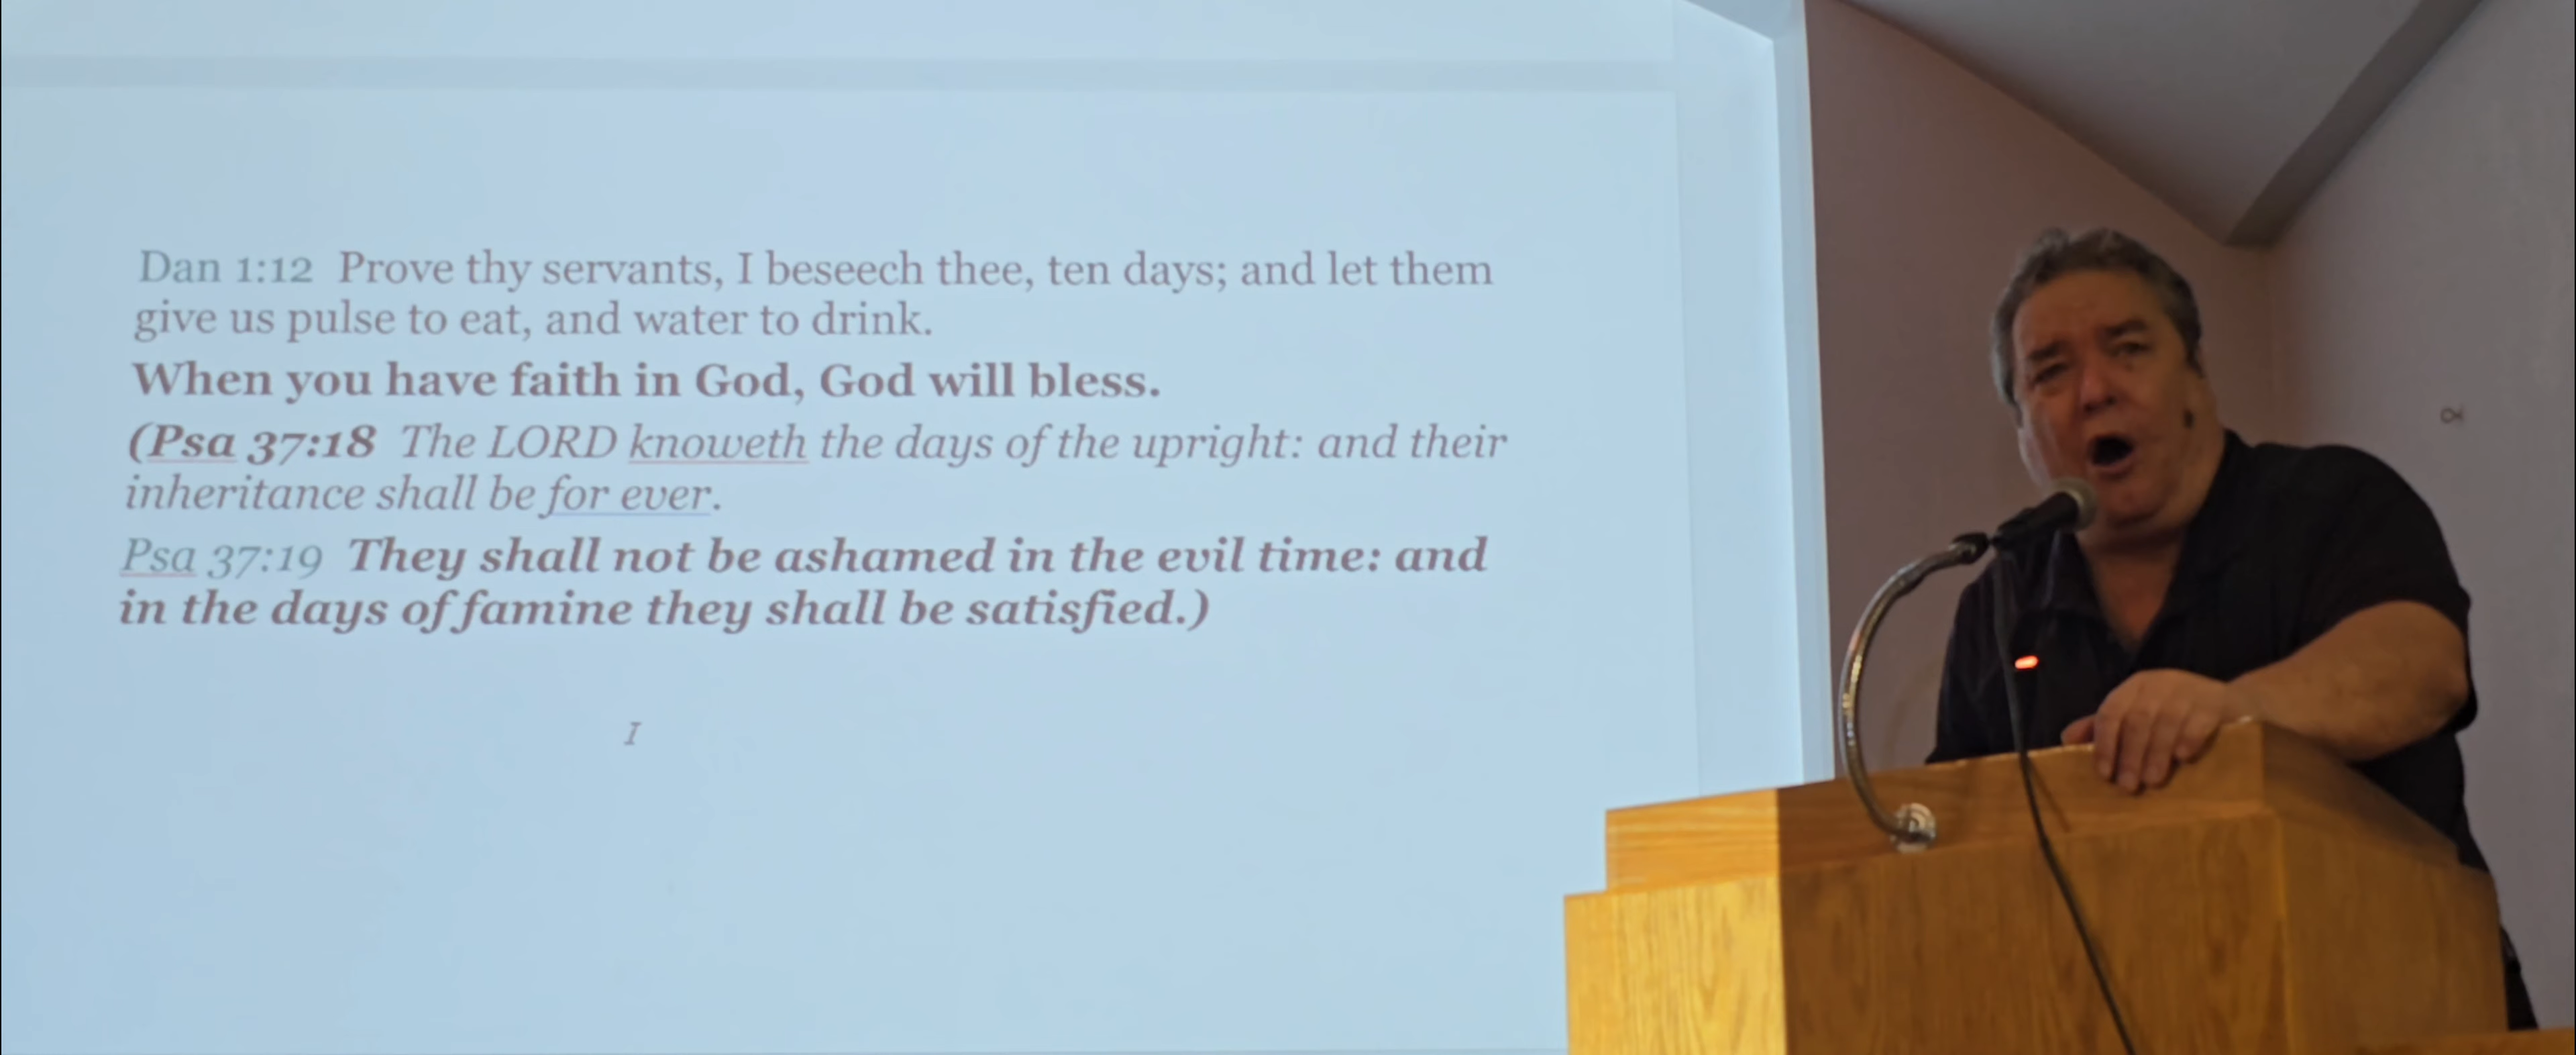 Dan 1:12 Prove thy servants, I beseech thee, ten days; and let them
give us pulse to eat, and water to drink.
When you have faith in God, God will bless.
(Psa 37:18 The LORD knoweth the days of the upright: and their
inheritance shall be for ever.
Psa 37:19 They shall not be ashamed in the evil time: and
in the days of famine they shall be satisfied.)